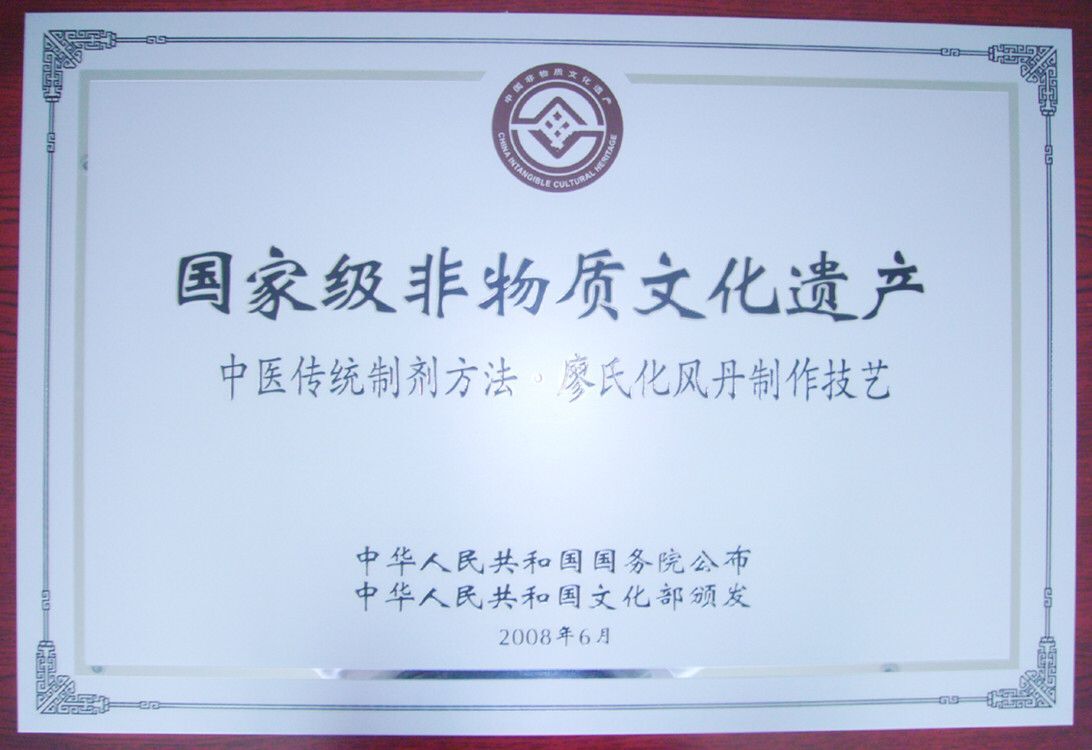 中国非物质文化遗产
CHINA INTANGIBLE CULTURAL HERITAGE
国家级非物质文化遗产
中医传统制剂方法·廖氏化风丹制作技艺
中华人民共和国国务院公布
中华人民共和国文化部颁发
2008年6月